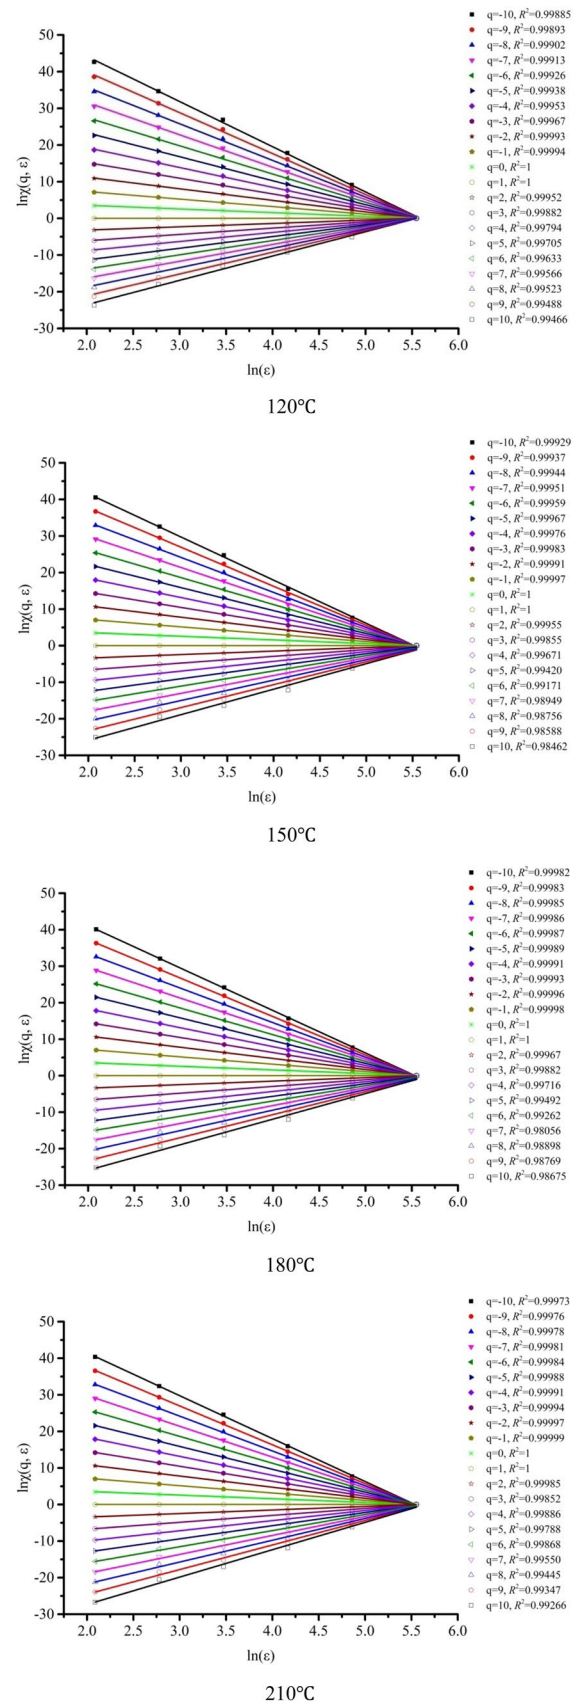 q=-10, R²=0.99885
q=-9, R²=0.99893
q=-8, R²=0.99902
q=-7, R²=0.99913
q=-6, R²=0.99926
q=-5, R²=0.99938
q=-4, R²=0.99953
q=-3, R²=0.99967
q=-2, R²=0.99993
q=-1, R²=0.99994
q=0, R²=1
q=1, R²=1
q=2, R²=0.99952
q=3, R²=0.99882
q=4, R²=0.99794
q=5, R²=0.99705
q=6, R²=0.99633
q=7, R²=0.99566
q=8, R²=0.99523
q=9, R²=0.99488
q=10, R²=0.99466
50
40
30
20
10
0
-10
-20
-30
lnχ(q, ε)
2.0 2.5 3.0 3.5 4.0 4.5 5.0 5.5 6.0
ln(ε)
120℃
q=-10, R²=0.99929
q=-9, R²=0.99937
q=-8, R²=0.99944
q=-7, R²=0.99951
q=-6, R²=0.99959
q=-5, R²=0.99967
q=-4, R²=0.99976
q=-3, R²=0.99983
q=-2, R²=0.99991
q=-1, R²=0.99997
q=0, R²=1
q=1, R²=1
q=2, R²=0.99955
q=3, R²=0.99855
q=4, R²=0.99671
q=5, R²=0.99420
q=6, R²=0.99171
q=7, R²=0.98949
q=8, R²=0.98756
q=9, R²=0.98588
q=10, R²=0.98462
50
40
30
20
10
0
-10
-20
-30
lnχ(q, ε)
2.0 2.5 3.0 3.5 4.0 4.5 5.0 5.5 6.0
ln(ε)
150℃
q=-10, R²=0.99982
q=-9, R²=0.99983
q=-8, R²=0.99985
q=-7, R²=0.99986
q=-6, R²=0.99987
q=-5, R²=0.99989
q=-4, R²=0.99991
q=-3, R²=0.99993
q=-2, R²=0.99996
q=-1, R²=0.99998
q=0, R²=1
q=1, R²=1
q=2, R²=0.99967
q=3, R²=0.99882
q=4, R²=0.99716
q=5, R²=0.99492
q=6, R²=0.99262
q=7, R²=0.98056
q=8, R²=0.98898
q=9, R²=0.98769
q=10, R²=0.98675
50
40
30
20
10
0
-10
-20
-30
lnχ(q, ε)
2.0 2.5 3.0 3.5 4.0 4.5 5.0 5.5 6.0
ln(ε)
180℃
q=-10, R²=0.99973
q=-9, R²=0.99976
q=-8, R²=0.99978
q=-7, R²=0.99981
q=-6, R²=0.99984
q=-5, R²=0.99988
q=-4, R²=0.99991
q=-3, R²=0.99994
q=-2, R²=0.99997
q=-1, R²=0.99999
q=0, R²=1
q=1, R²=1
q=2, R²=0.99985
q=3, R²=0.99852
q=4, R²=0.99886
q=5, R²=0.99788
q=6, R²=0.99868
q=7, R²=0.99550
q=8, R²=0.99445
q=9, R²=0.99347
q=10, R²=0.99266
50
40
30
20
10
0
-10
-20
-30
lnχ(q, ε)
2.0 2.5 3.0 3.5 4.0 4.5 5.0 5.5 6.0
ln(ε)
210℃